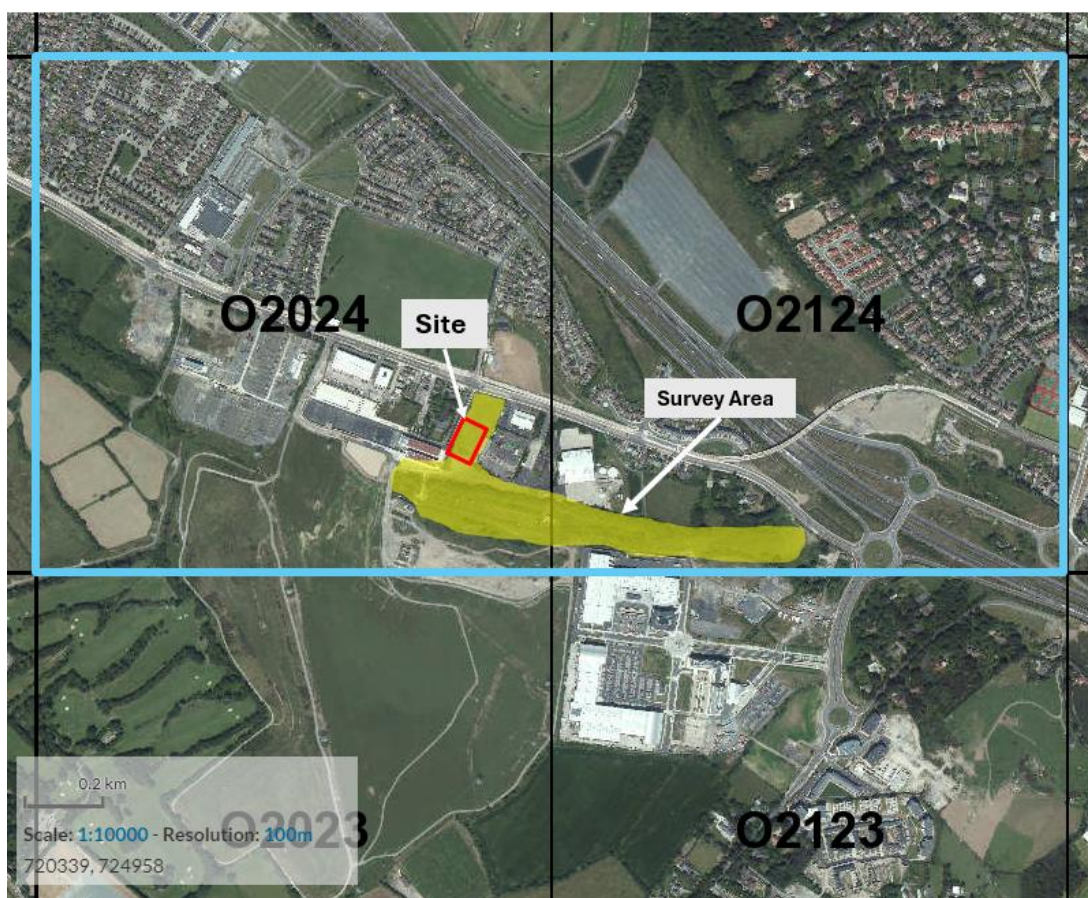 O2024
O2124
Site
Survey Area
0.2 km
Scale: 1:10000 - Resolution: 100m
720339, 724958
O2023
O2123